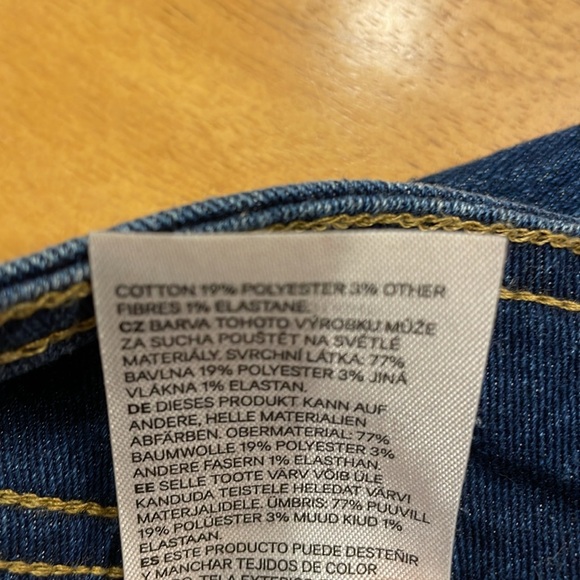 COTTON 19% POLYESTER 3% OTHER
FIBRES 1% ELASTANE.
CZ BARVA TOHOTO VÝROBKU MŮŽE
ZA SUCHA POUŠTĚT NA SVĚTLÉ
MATERIÁLY. SVRCHNÍ LÁTKA: 77%
BAVLNA 19% POLYESTER 3% JINÁ
VLÁKNA 1% ELASTAN.
DE DIESES PRODUKT KANN AUF
ANDERE, HELLE MATERIALIEN
ABFÄRBEN. OBERMATERIAL: 77%
BAUMWOLLE 19% POLYESTER 3%
ANDERE FASERN 1% ELASTHAN.
EE SELLE TOOTE VÄRV VÕIB ÜLE
KANDUDA TEISTELE HELEDAT VÄRVI
MATERJALIDELE. ÜMBRIS: 77% PUUVILL
19% POLÜESTER 3% MUUD KIUD 1%
ELASTAAN.
ES ESTE PRODUCTO PUEDE DESTEÑIR
Y MANCHAR TEJIDOS DE COLOR
TELA EXTERIOR